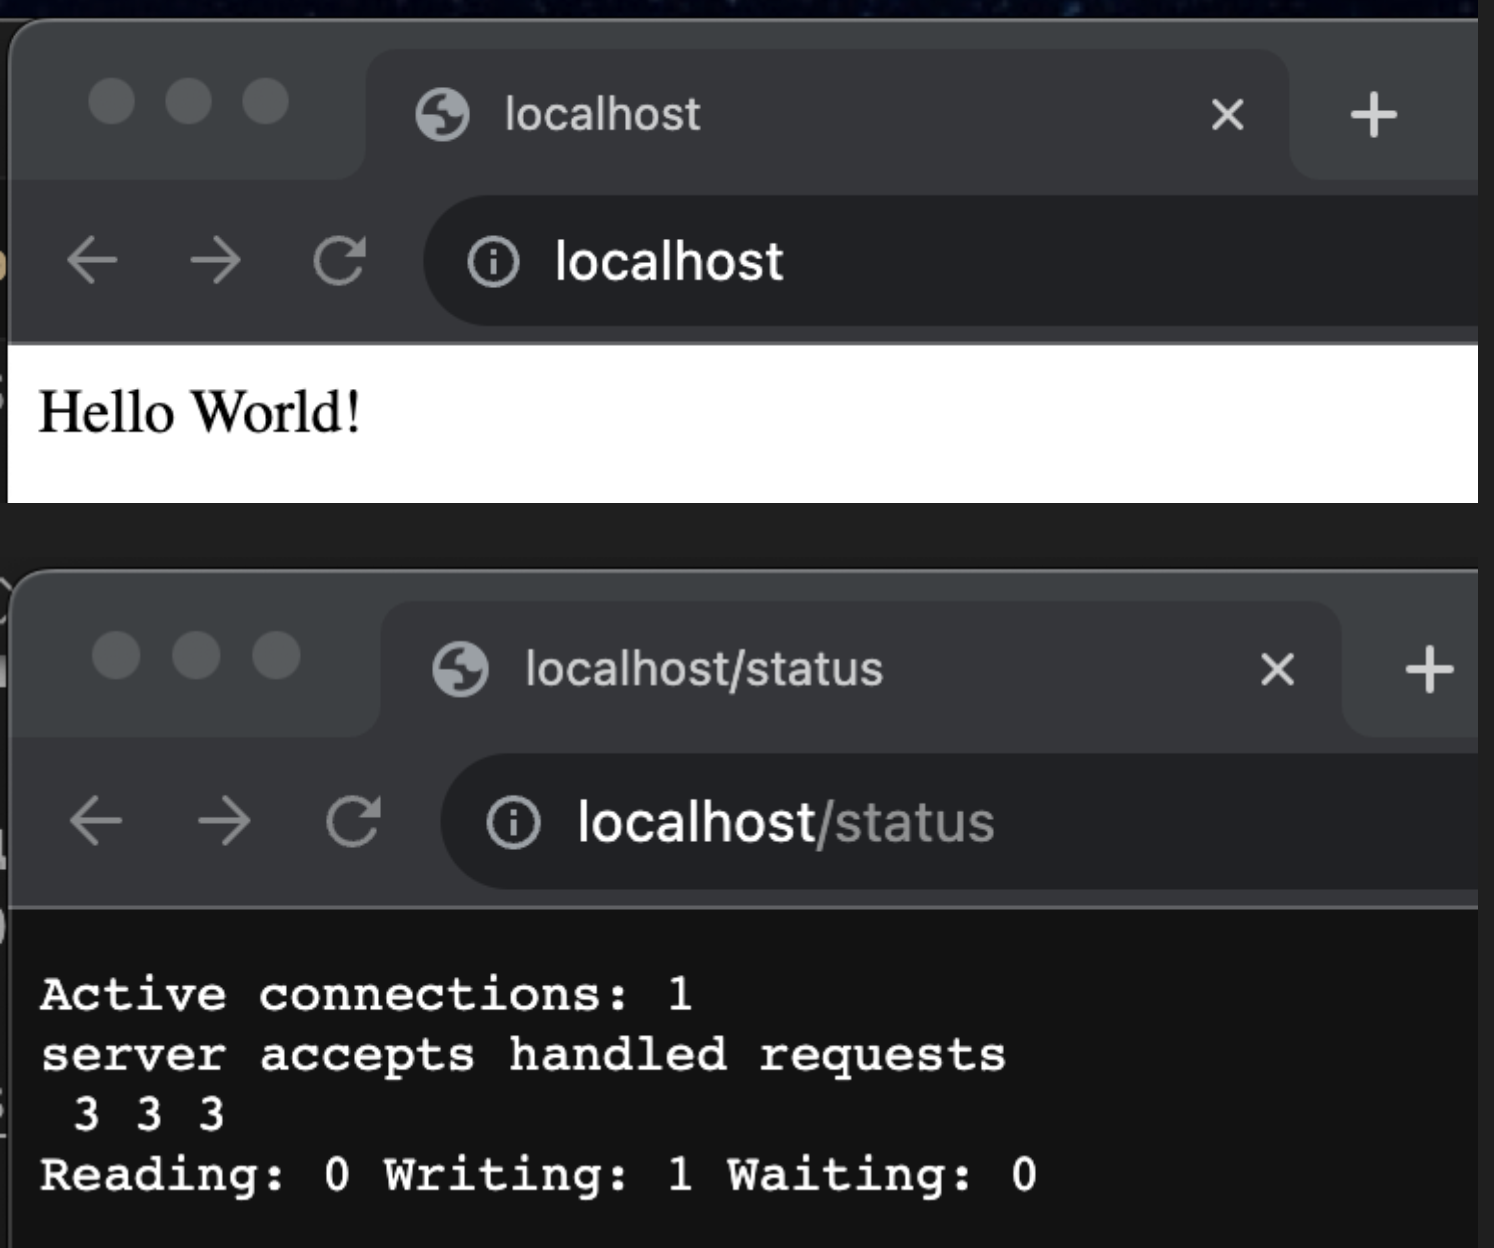 localhost
localhost
Hello World!
localhost/status
localhost/status
Active connections: 1
server accepts handled requests
3 3 3
Reading: 0 Writing: 1 Waiting: 0